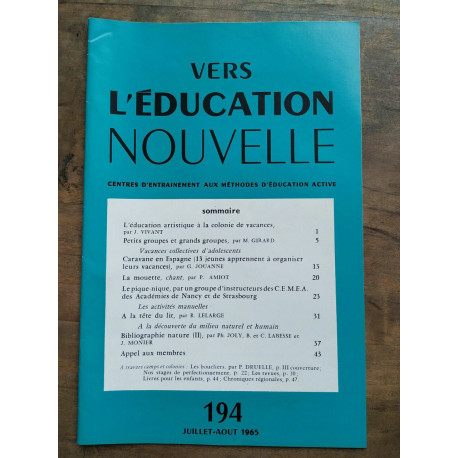 VERS
L'ÉDUCATION
NOUVELLE
CENTRES D'ENTRAINEMENT AUX MÉTHODES D'ÉDUCATION ACTIVE
sommaire
L'éducation artistique à la colonie de vacances,
par J. VIVANT 1
Petits groupes et grands groupes, par M. GIRARD 5
Vacances collectives d'adolescents
Caravane en Espagne (13 jeunes apprennent à organiser
leurs vacances), par G. JOUANNE 13
La mouette, chant, par F. AMIOT 20
Le pique-nique, par un groupe d'instructeurs des C.E.M.E.A.
des Académies de Nancy et de Strasbourg 23
Les activités manuelles
A la tête du lit, par R. LELARGE 31
A la découverte du milieu naturel et humain
Bibliographie nature (II), par Ph. JOLY, R. et C. LABESSE et
J. MONIER 37
Appel aux membres 43
A travers camps et colonies : Les bouchers, par P. DRUELLE, p. III couverture ;
Nos stages de perfectionnement, p. 22 ; Les revues, p. 30 ;
Livres pour les enfants, p. 44 ; Chroniques régionales, p. 47.
194
JUILLET-AOUT 1965